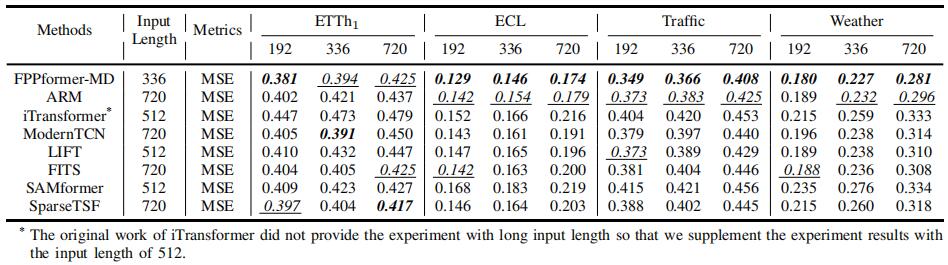 Methods Input Length Metrics ETTh1 ECL Traffic Weather
192 336 720 192 336 720 192 336 720 192 336 720
FPPformer-MD 336 MSE 0.381 0.394 0.425 0.129 0.146 0.174 0.349 0.366 0.408 0.180 0.227 0.281
ARM 720 MSE 0.402 0.421 0.437 0.142 0.154 0.179 0.373 0.383 0.425 0.189 0.232 0.296
iTransformer* 512 MSE 0.447 0.473 0.479 0.152 0.166 0.216 0.404 0.420 0.453 0.215 0.259 0.333
ModernTCN 720 MSE 0.405 0.391 0.450 0.143 0.161 0.191 0.379 0.397 0.440 0.196 0.238 0.314
LIFT 512 MSE 0.410 0.432 0.447 0.147 0.165 0.196 0.373 0.389 0.429 0.189 0.238 0.310
FITS 720 MSE 0.404 0.405 0.425 0.142 0.163 0.200 0.381 0.404 0.446 0.188 0.236 0.308
SAMformer 512 MSE 0.409 0.423 0.427 0.168 0.183 0.219 0.415 0.421 0.456 0.235 0.276 0.334
SparseTSF 720 MSE 0.397 0.404 0.417 0.146 0.164 0.203 0.388 0.402 0.445 0.215 0.260 0.318
* The original work of iTransformer did not provide the experiment with long input length so that we supplement the experiment results with
the input length of 512.